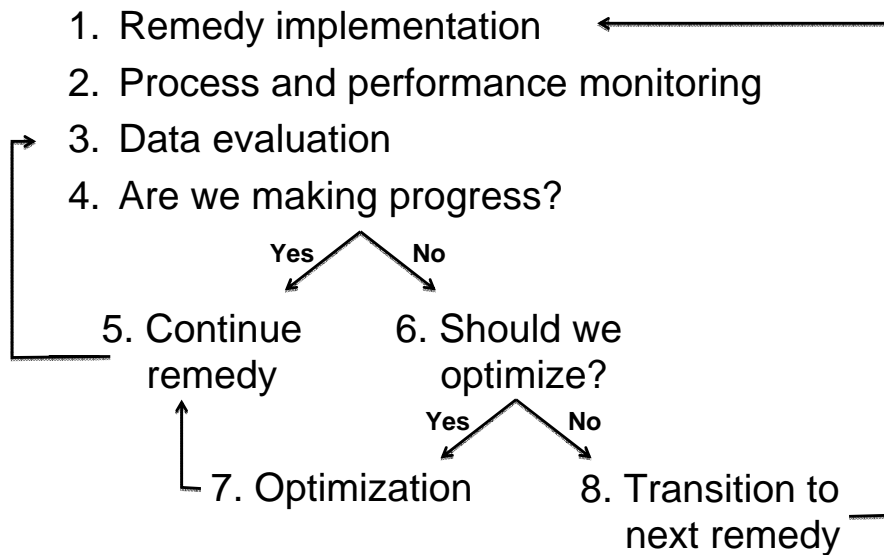 1. Remedy implementation
2. Process and performance monitoring
3. Data evaluation
4. Are we making progress?
Yes No
5. Continue remedy
6. Should we optimize?
Yes No
7. Optimization
8. Transition to next remedy